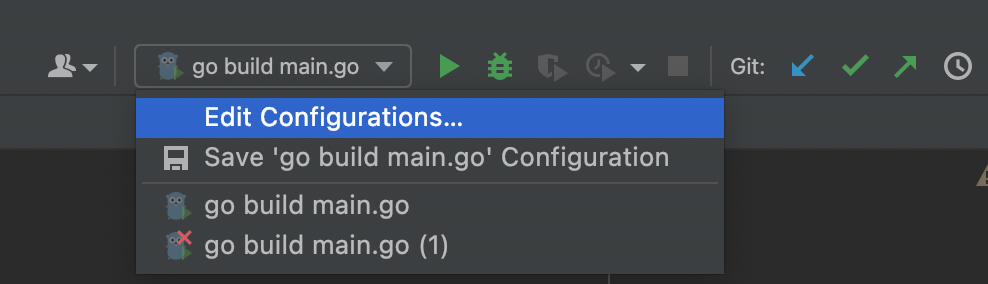 go build main.go
Git:
Edit Configurations...
Save 'go build main.go' Configuration
go build main.go
go build main.go (1)